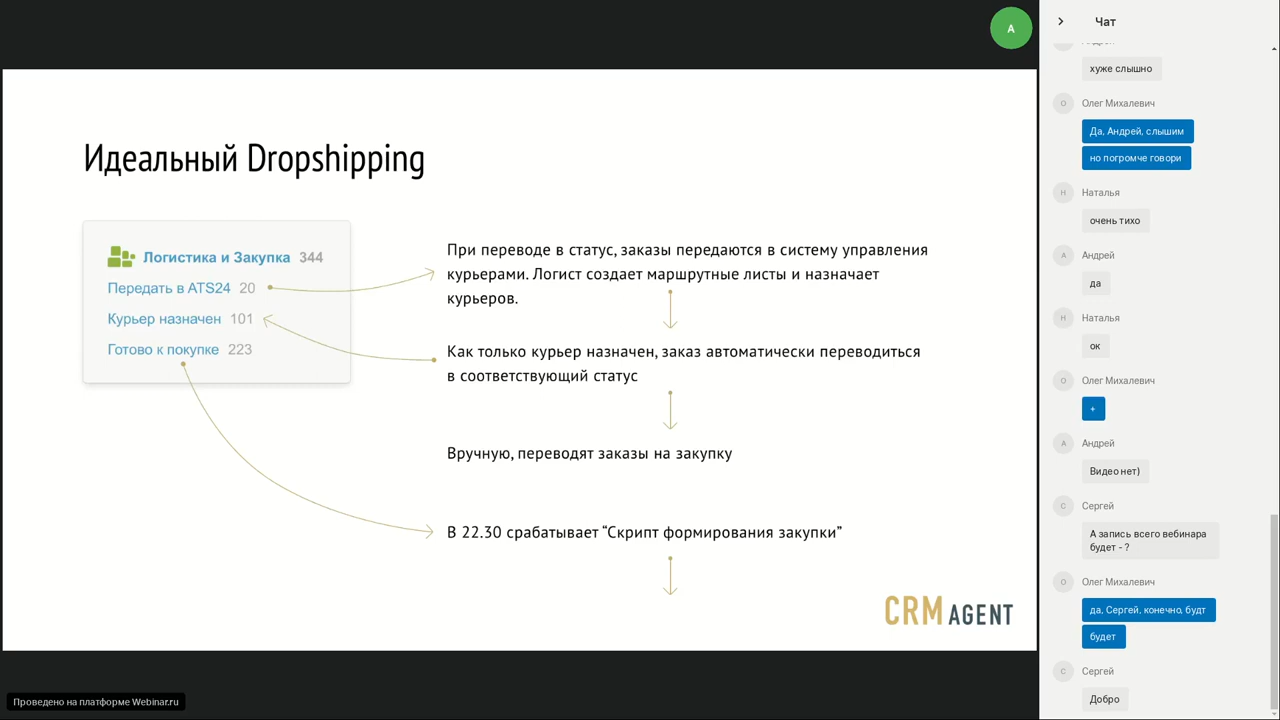 A
Идеальный Dropshipping
Логистика и Закупка 344
Передать в ATS24 20
Курьер назначен 101
Готово к покупке 223
При переводе в статус, заказы передаются в систему управления
курьерами. Логист создает маршрутные листы и назначает
курьеров.
Как только курьер назначен, заказ автоматически переводиться
в соответствующий статус
Вручную, переводят заказы на закупку
В 22.30 срабатывает “Скрипт формирования закупки”
CRM AGENT
Проведено на платформе Webinar.ru
Чат
хуже слышно
О
Олег Михалевич
Да, Андрей, слышим
но погромче говори
Н
Наталья
очень тихо
А
Андрей
да
Н
Наталья
ок
О
Олег Михалевич
+
А
Андрей
Видео нет)
С
Сергей
А запись всего вебинара
будет - ?
О
Олег Михалевич
да, Сергей, конечно, будт
будет
С
Сергей
Добро